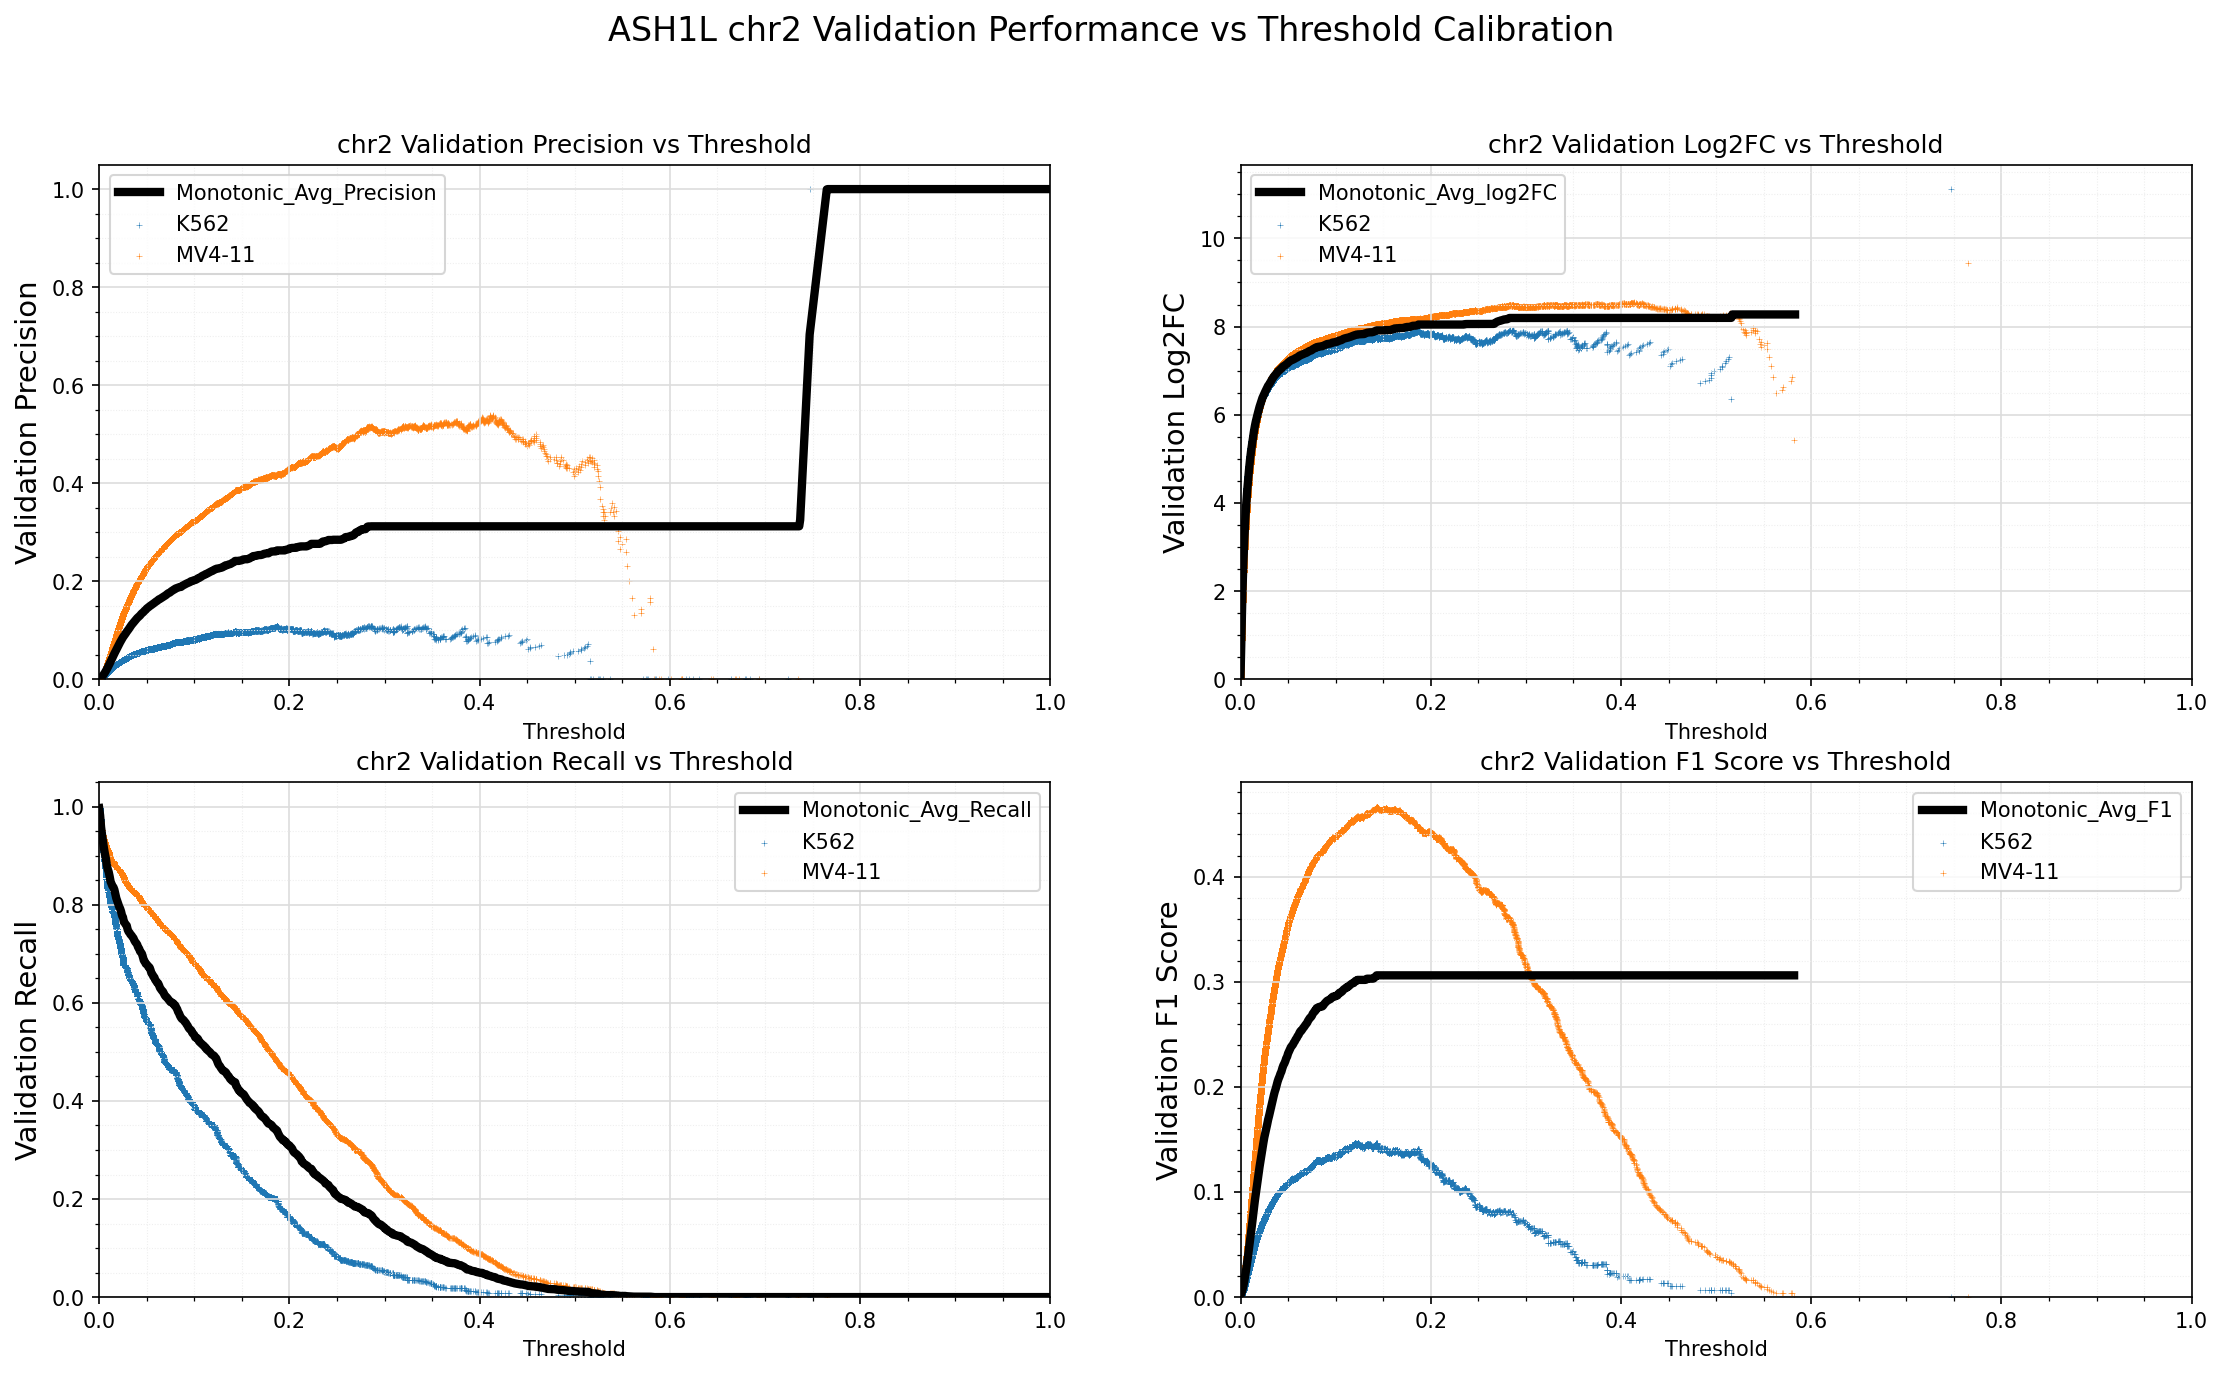 ASH1L chr2 Validation Performance vs Threshold Calibration
chr2 Validation Precision vs Threshold
Validation Precision
1.0
0.8
0.6
0.4
0.2
0.0
Monotonic_Avg_Precision
K562
MV4-11
0.0 0.2 0.4 0.6 0.8 1.0
Threshold
chr2 Validation Log2FC vs Threshold
Validation Log2FC
10
8
6
4
2
0
Monotonic_Avg_log2FC
K562
MV4-11
0.0 0.2 0.4 0.6 0.8 1.0
Threshold
chr2 Validation Recall vs Threshold
Validation Recall
1.0
0.8
0.6
0.4
0.2
0.0
Monotonic_Avg_Recall
K562
MV4-11
0.0 0.2 0.4 0.6 0.8 1.0
Threshold
chr2 Validation F1 Score vs Threshold
Validation F1 Score
0.4
0.3
0.2
0.1
0.0
Monotonic_Avg_F1
K562
MV4-11
0.0 0.2 0.4 0.6 0.8 1.0
Threshold